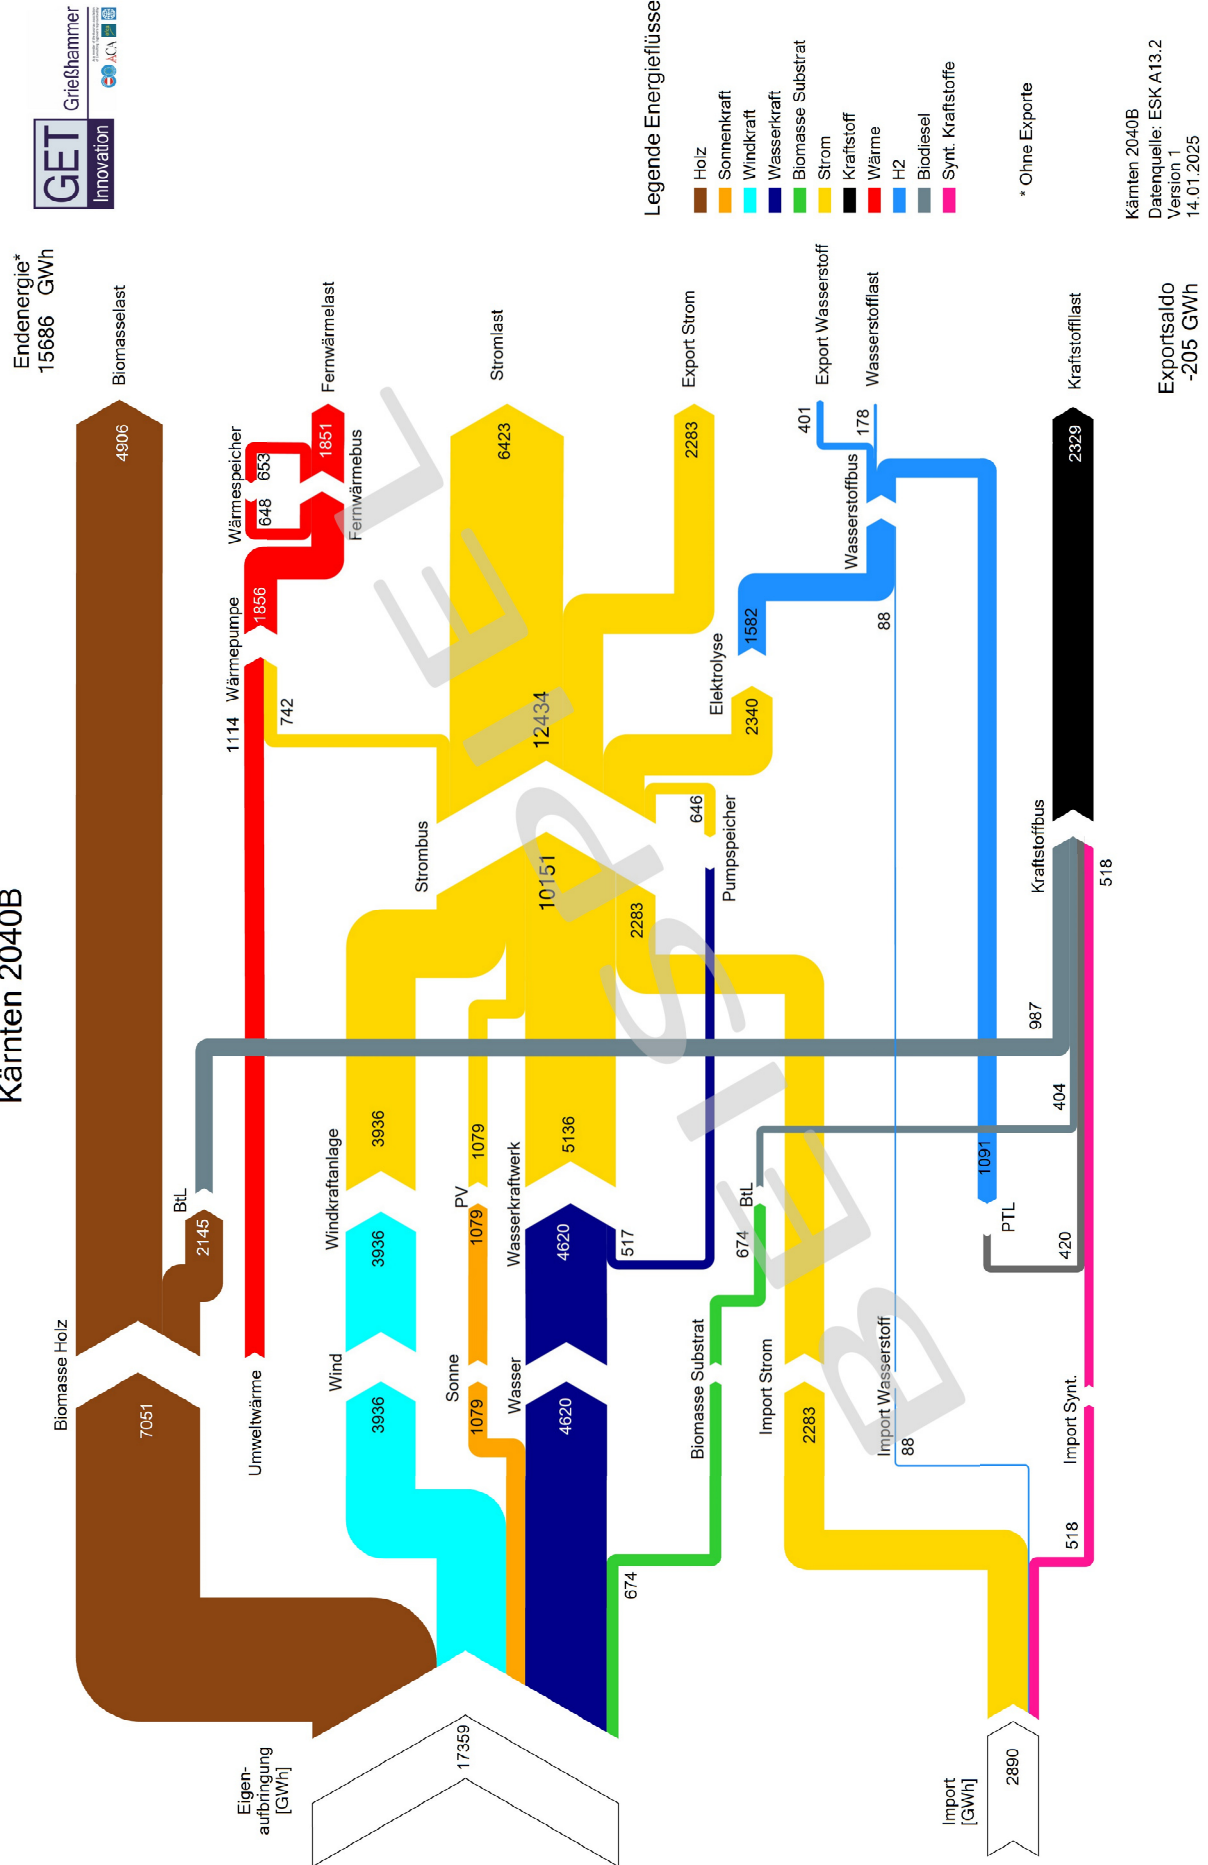 Kärnten 2040B
GET
Innovation
Grießhammer
ACA
Endenergie*
15686 GWh
Biomasselast
4906
Biomasse Holz
7051
2145
BtL
Fernwärmelast
1851
Wärmespeicher
653
648
Fernwärmebus
1856
Wärmepumpe
1114
742
Umweltwärme
Stromlast
6423
12434
Strombus
10151
Windkraftanlage
3936
3936
Wind
3936
PV
1079
1079
Sonne
1079
Wasserkraftwerk
5136
4620
517
Wasser
4620
Export Strom
2283
Elektrolyse
2340
1582
646
Pumpspeicher
2283
BtL
674
Biomasse Substrat
674
Import Strom
2283
Export Wasserstoff
401
Wasserstofflast
178
Wasserstoffbus
88
Import Wasserstoff
88
1091
PTL
420
Kraftstoffllast
2329
Kraftstoffbus
987
404
518
Import Synt.
518
Eigen-
aufbringung
[GWh]
17359
Import
[GWh]
2890
Exportsaldo
-205 GWh
Legende Energieflüsse
Holz
Sonnenkraft
Windkraft
Wasserkraft
Biomasse Substrat
Strom
Kraftstoff
Wärme
H2
Biodiesel
Synt. Kraftstoffe
* Ohne Exporte
Kärnten 2040B
Datenquelle: ESK A13.2
Version 1
14.01.2025
BEISPIEL